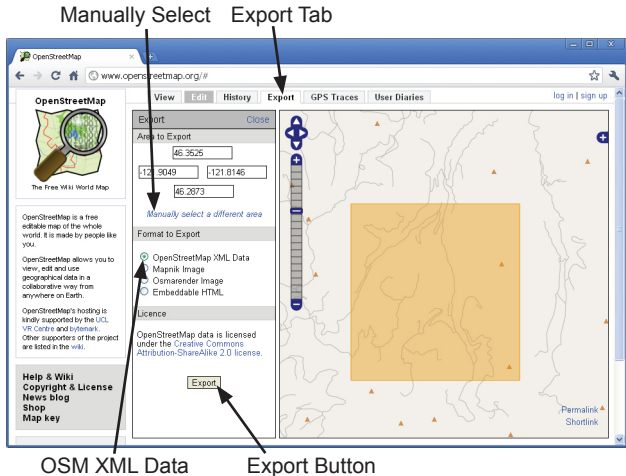 Manually Select Export Tab
OpenStreetMap
www.openstreetmap.org/#
View Edit History Export GPS Traces User Diaries
log in | sign up
OpenStreetMap
The Free Wiki World Map
OpenStreetMap is a free
editable map of the whole
world. It is made by people like
you.
OpenStreetMap allows you to
view, edit and use
geographical data in a
collaborative way from
anywhere on Earth.
OpenStreetMap's hosting is
kindly supported by the UCL
VR Centre and bytemark.
Other supporters of the project
are listed in the wiki.
Help & Wiki
Copyright & License
News blog
Shop
Map key
Export Close
Area to Export
46.3525
-121.9049 -121.8146
46.2873
Manually select a different area
Format to Export
OpenStreetMap XML Data
Mapnik Image
Osmarender Image
Embeddable HTML
Licence
OpenStreetMap data is licensed
under the Creative Commons
Attribution-ShareAlike 2.0 license.
Export
Permalink
Shortlink
OSM XML Data Export Button